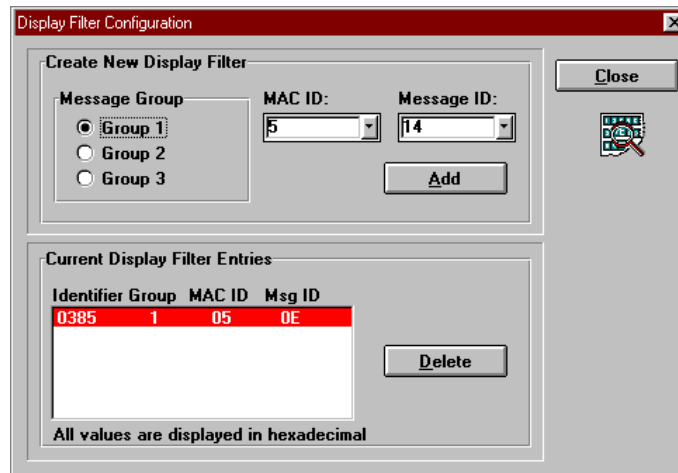 Display Filter Configuration
Create New Display Filter
Close
Message Group
MAC ID:
Message ID:
Group 1
5
14
Group 2
Group 3
Add
Current Display Filter Entries
Identifier Group MAC ID Msg ID
0385 1 05 0E
Delete
All values are displayed in hexadecimal